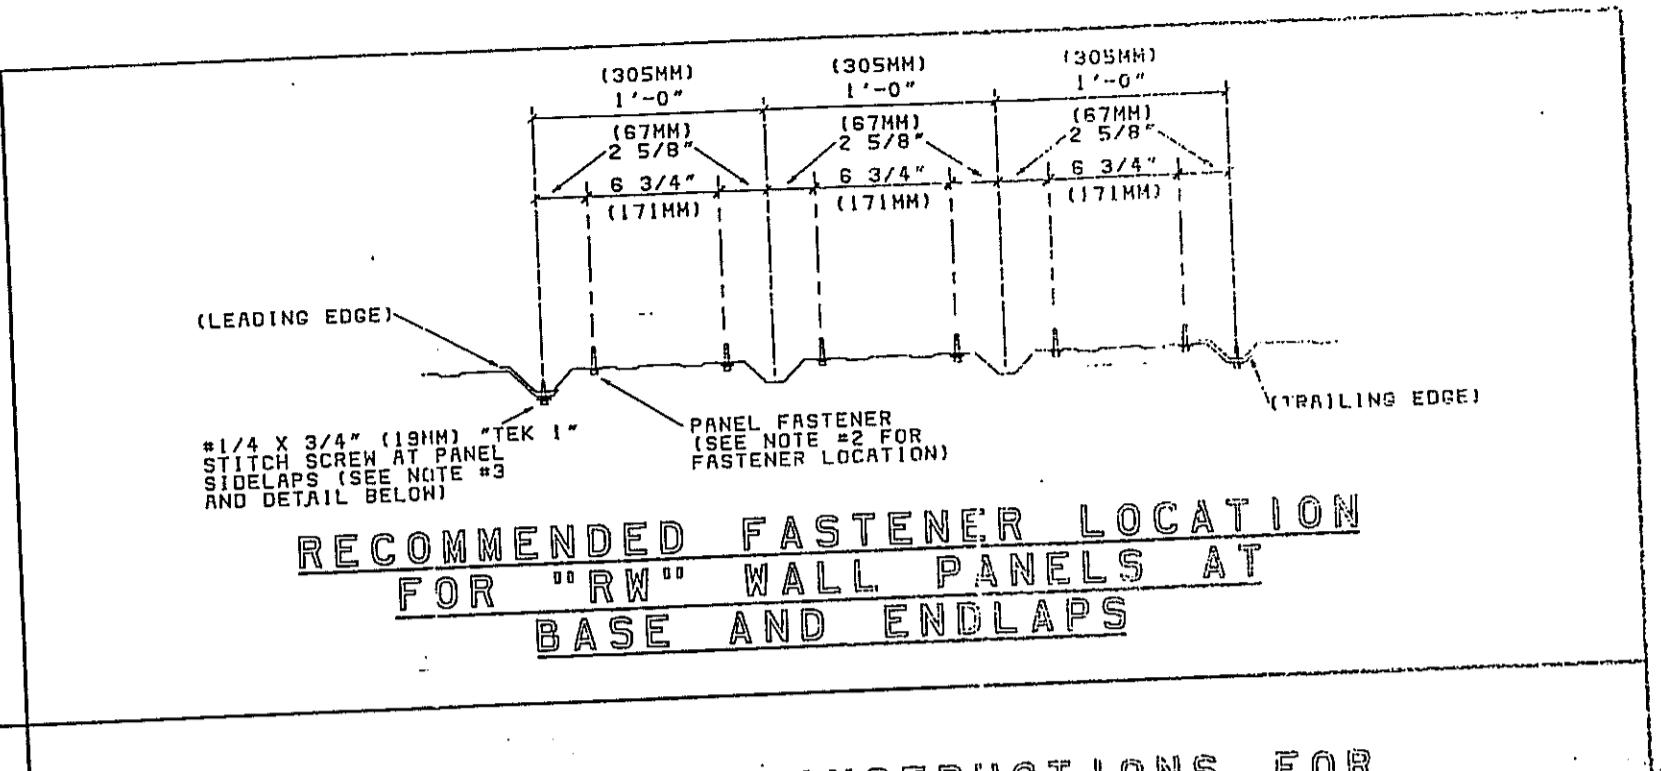 (305MM)
1'-0"
(305MM)
1'-0"
(305MM)
1'-0"
(67MM)
2 5/8"
(67MM)
2 5/8"
(67MM)
2 5/8"
6 3/4"
(171MM)
6 3/4"
(171MM)
6 3/4"
(171MM)
(LEADING EDGE)
(TRAILING EDGE)
#1/4 X 3/4" (19MM) "TEK 1"
STITCH SCREW AT PANEL
SIDELAPS (SEE NOTE #3
AND DETAIL BELOW)
PANEL FASTENER
(SEE NOTE #2 FOR
FASTENER LOCATION)
RECOMMENDED FASTENER LOCATION
FOR "RW" WALL PANELS AT
BASE AND ENDLAPS
FOR